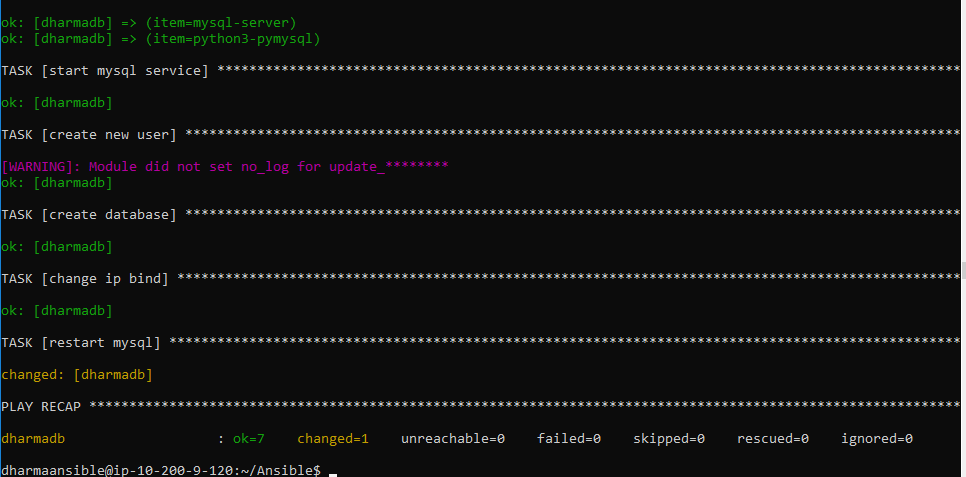 ok: [dharmadb] => (item=mysql-server)
ok: [dharmadb] => (item=python3-pymysql)
TASK [start mysql service] *********************************************************************************************
ok: [dharmadb]
TASK [create new user] *************************************************************************************************
[WARNING]: Module did not set no_log for update_********
ok: [dharmadb]
TASK [create database] *************************************************************************************************
ok: [dharmadb]
TASK [change ip bind] **************************************************************************************************
ok: [dharmadb]
TASK [restart mysql] ***************************************************************************************************
changed: [dharmadb]
PLAY RECAP *************************************************************************************************************
dharmadb : ok=7 changed=1 unreachable=0 failed=0 skipped=0 rescued=0 ignored=0
dharmaansible@ip-10-200-9-120:~/Ansible$